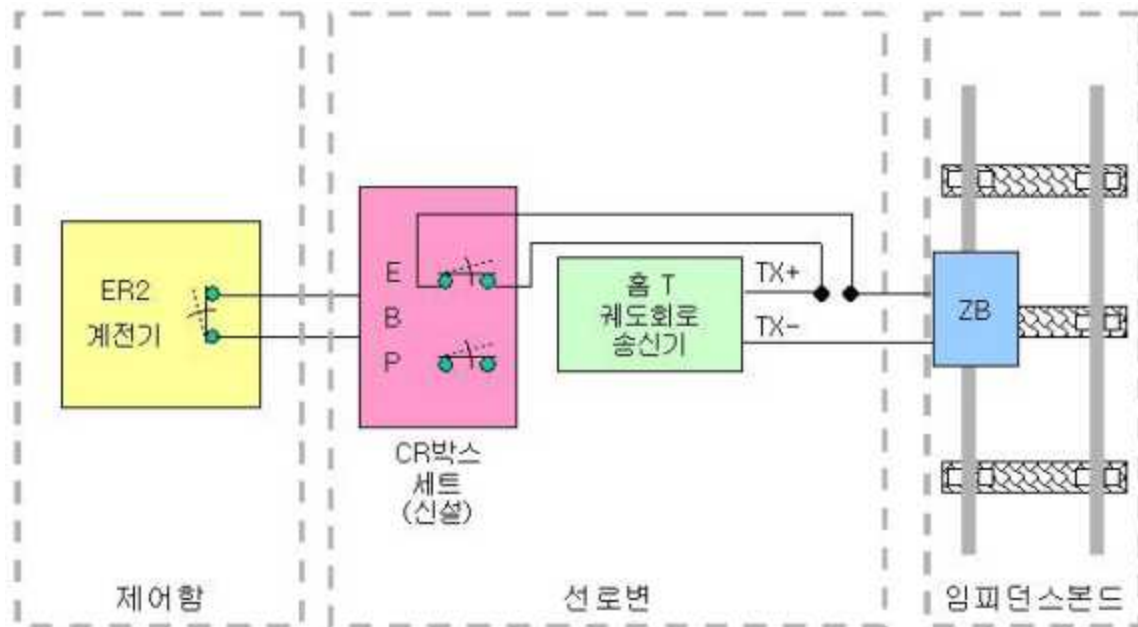 ER2
계전기
E
B
P
CR박스
세트
(신설)
홈 T
궤도회로
송신기
TX+
TX-
ZB
제어함
선로변
임피던스본드